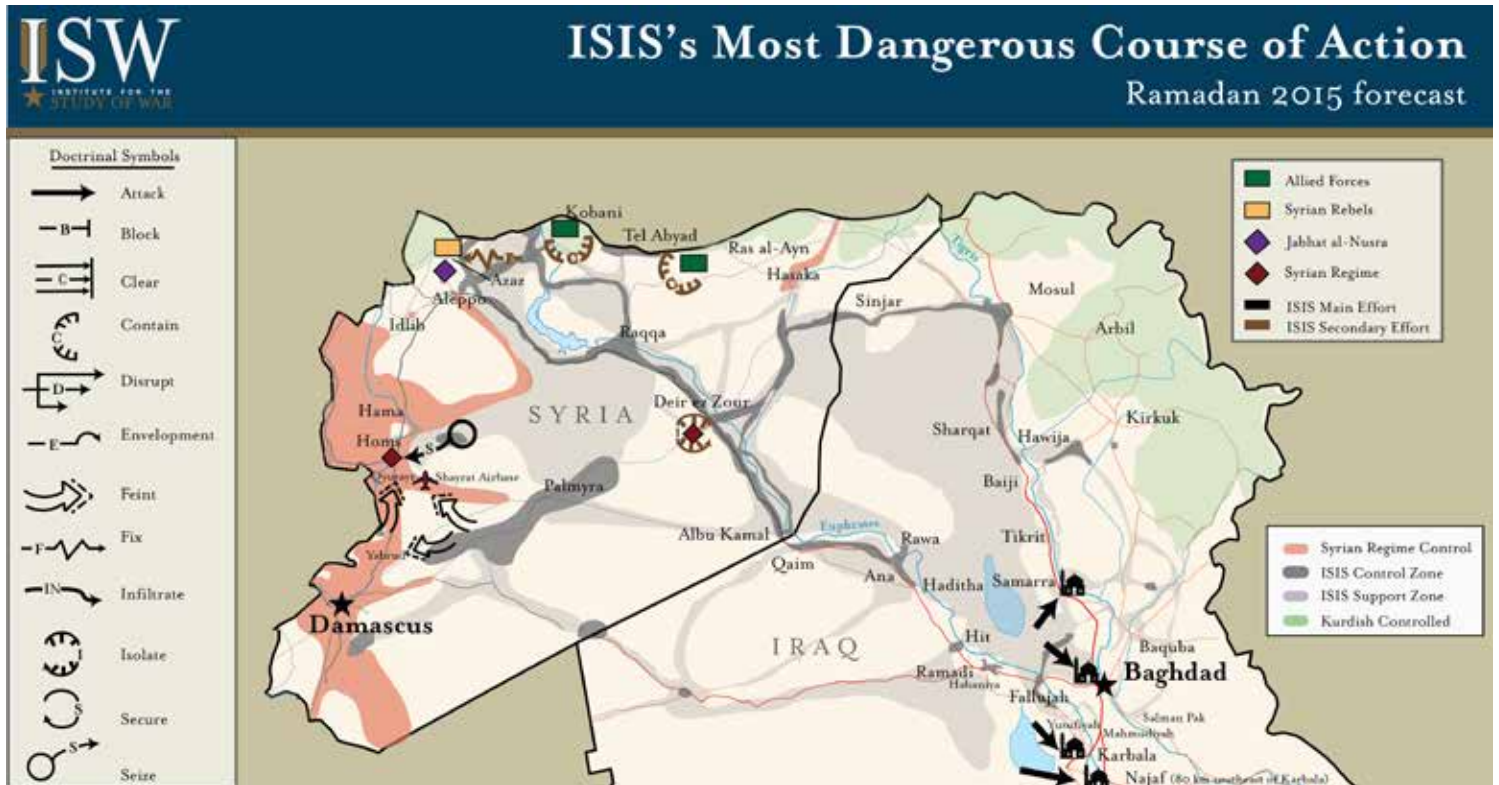 ISW
INSTITUTE FOR THE
STUDY OF WAR
ISIS's Most Dangerous Course of Action
Ramadan 2015 forecast
Doctrinal Symbols
Attack
B
Block
C
Clear
C
Contain
D
Disrupt
E
Envelopment
Feint
F
Fix
IN
Infiltrate
I
Isolate
S
Secure
S
Seize
Allied Forces
Syrian Rebels
Jabhat al-Nusra
Syrian Regime
ISIS Main Effort
ISIS Secondary Effort
Kobani
Tel Abyad
Ras al-Ayn
Tigris
F
C
C
Azaz
Hasaka
Aleppo
Sinjar
Mosul
Idlib
Raqqa
Arbil
SYRIA
Deir ez Zour
Hama
Kirkuk
Homs
S
Sharqat
Hawija
Shayrat Airbase
Palmyra
Baiji
Albu Kamal
Euphrates
Rawa
Tikrit
Qaim
Ana
Haditha
Samarra
Damascus
IRAQ
Hit
Baquba
Ramadi
Habaniya
Baghdad
Fallujah
Yusufiyah
Salman Pak
Mahmudiyah
Karbala
Najaf (80 km southeast of Karbala)
Syrian Regime Control
ISIS Control Zone
ISIS Support Zone
Kurdish Controlled